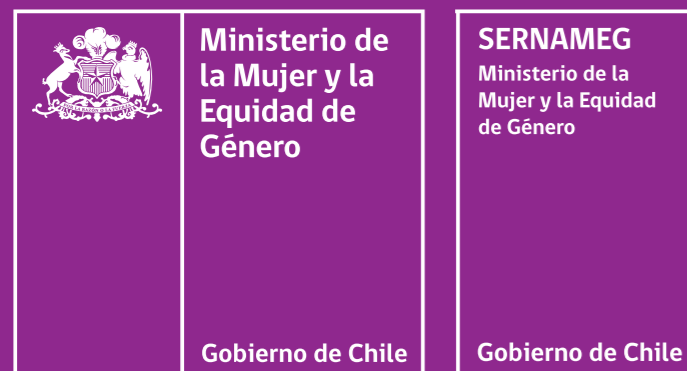 Ministerio de
la Mujer y la
Equidad de
Género
Gobierno de Chile
SERNAMEG
Ministerio de la
Mujer y la Equidad
de Género
Gobierno de Chile